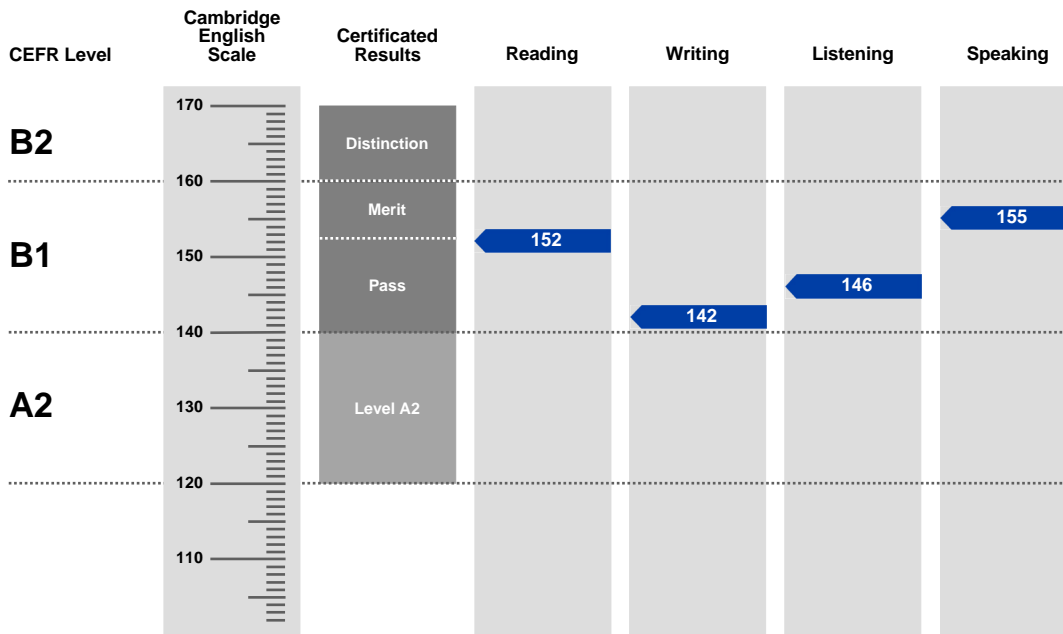 CEFR Level
Cambridge
English
Scale
Certificated
Results
Reading
Writing
Listening
Speaking
170
B2
Distinction
160
Merit
155
152
B1
150
Pass
146
142
140
A2
130
Level A2
120
110